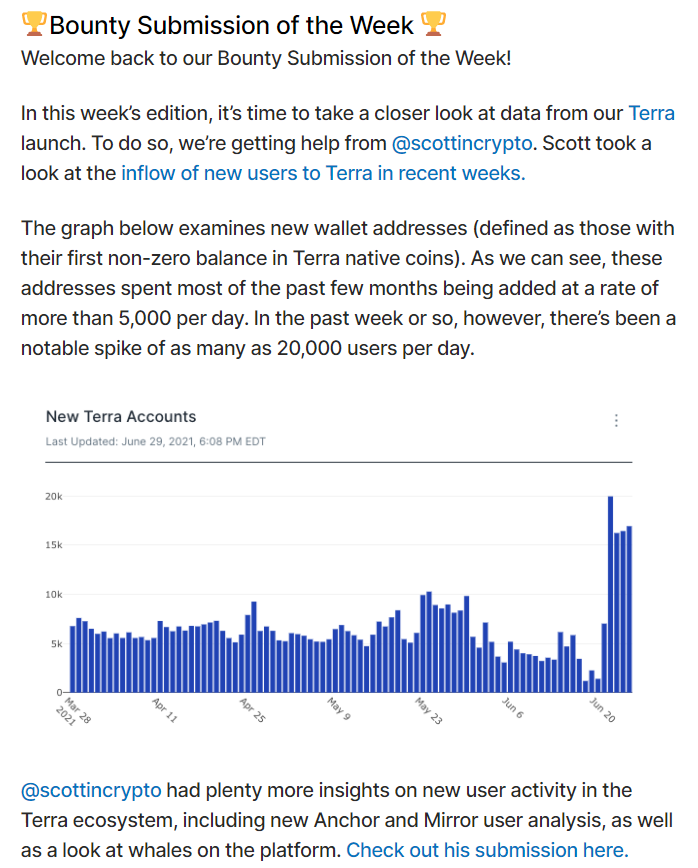 🏆Bounty Submission of the Week 🏆
Welcome back to our Bounty Submission of the Week!
In this week’s edition, it’s time to take a closer look at data from our Terra
launch. To do so, we’re getting help from @scottincrypto. Scott took a
look at the inflow of new users to Terra in recent weeks.
The graph below examines new wallet addresses (defined as those with
their first non-zero balance in Terra native coins). As we can see, these
addresses spent most of the past few months being added at a rate of
more than 5,000 per day. In the past week or so, however, there’s been a
notable spike of as many as 20,000 users per day.
New Terra Accounts
Last Updated: June 29, 2021, 6:08 PM EDT
20k
15k
10k
5k
0
Mar 28
2021
Apr 11
Apr 25
May 9
May 23
Jun 6
Jun 20
@scottincrypto had plenty more insights on new user activity in the
Terra ecosystem, including new Anchor and Mirror user analysis, as well
as a look at whales on the platform. Check out his submission here.